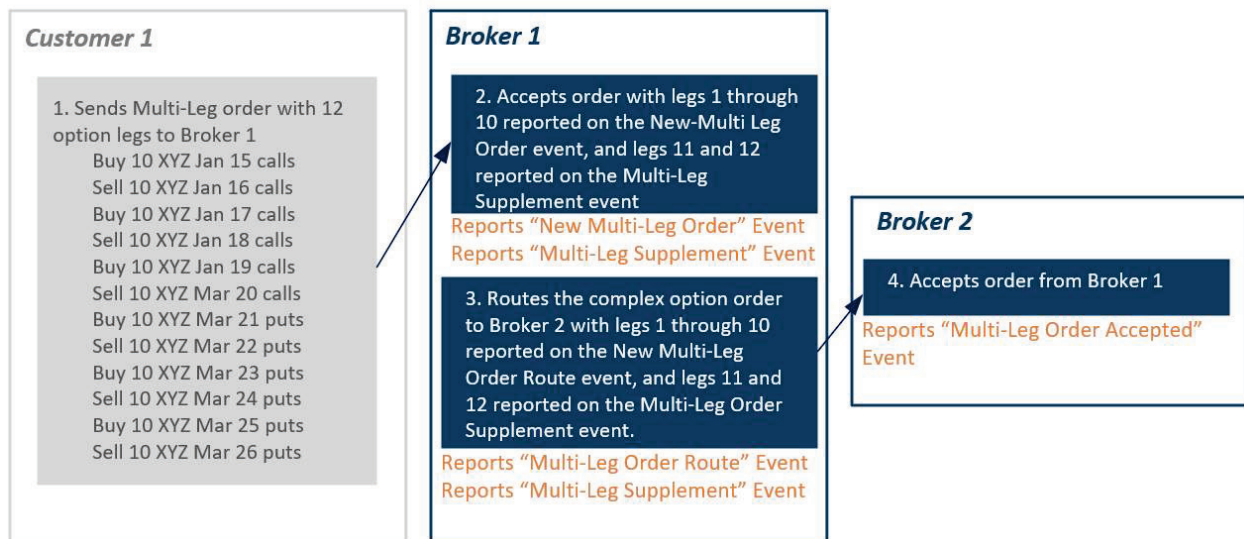 Customer 1
1. Sends Multi-Leg order with 12
option legs to Broker 1
Buy 10 XYZ Jan 15 calls
Sell 10 XYZ Jan 16 calls
Buy 10 XYZ Jan 17 calls
Sell 10 XYZ Jan 18 calls
Buy 10 XYZ Jan 19 calls
Sell 10 XYZ Mar 20 calls
Buy 10 XYZ Mar 21 puts
Sell 10 XYZ Mar 22 puts
Buy 10 XYZ Mar 23 puts
Sell 10 XYZ Mar 24 puts
Buy 10 XYZ Mar 25 puts
Sell 10 XYZ Mar 26 puts
Broker 1
2. Accepts order with legs 1 through
10 reported on the New-Multi Leg
Order event, and legs 11 and 12
reported on the Multi-Leg
Supplement event
Reports “New Multi-Leg Order” Event
Reports “Multi-Leg Supplement” Event
3. Routes the complex option order
to Broker 2 with legs 1 through 10
reported on the New Multi-Leg
Order Route event, and legs 11 and
12 reported on the Multi-Leg Order
Supplement event.
Reports “Multi-Leg Order Route” Event
Reports “Multi-Leg Supplement” Event
Broker 2
4. Accepts order from Broker 1
Reports “Multi-Leg Order Accepted”
Event